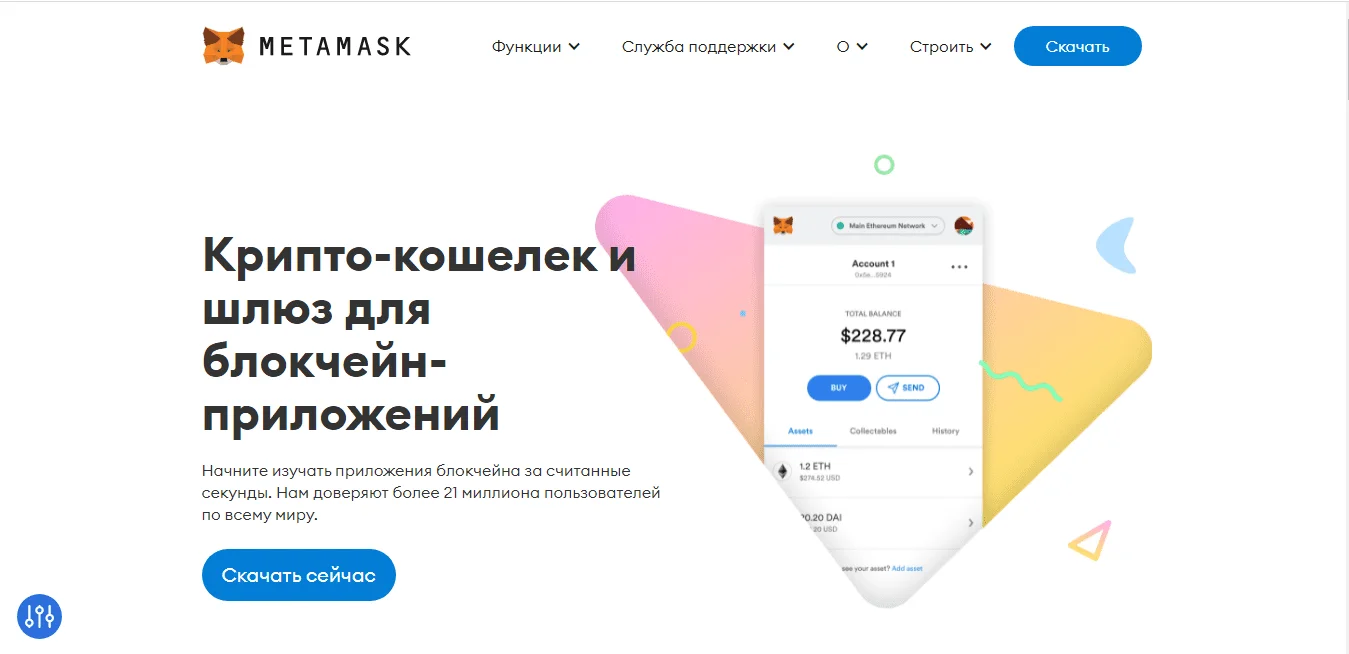 METAMASK
Функции
Служба поддержки
О
Строить
Скачать
Крипто-кошелек и
шлюз для
блокчейн-
приложений
Начните изучать приложения блокчейна за считанные
секунды. Нам доверяют более 21 миллиона пользователей
по всему миру.
Скачать сейчас
Main Ethereum Network
Account 1
TOTAL BALANCE
$228.77
1.29 ETH
BUY
SEND
Assets
Collectables
History
1.2 ETH
$274.52 USD
0.20 DAI
20 USD
see your asset? Add asset